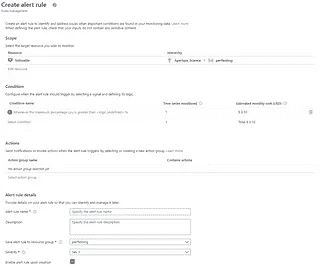 Create alert rule
Rules management
Create an alert rule to identify and address issues when important conditions are found in your monitoring data. Learn more
When defining the alert rule, check that your inputs do not contain any sensitive content.
Scope
Select the target resource you wish to monitor.
Resource
Hierarchy
Aperture Science
perftesting
Edit resource
Condition
Configure when the alert rule should trigger by selecting a signal and defining its logic.
Condition name
Time series monitored
Estimated monthly cost (USD)
Whenever the maximum percentage cpu is greater than <logic undefined> %
1
$ 0.10
Select condition
1
Total $ 0.10
Actions
Send notifications or invoke actions when the alert rule triggers, by selecting or creating a new action group. Learn more
Action group name
Contains actions
No action group selected yet
Select action group
Alert rule details
Provide details on your alert rule so that you can identify and manage it later.
Alert rule name *
Specify the alert rule name
Description
Specify the alert rule description
Save alert rule to resource group *
perftesting
Severity *
Enable alert rule upon creation